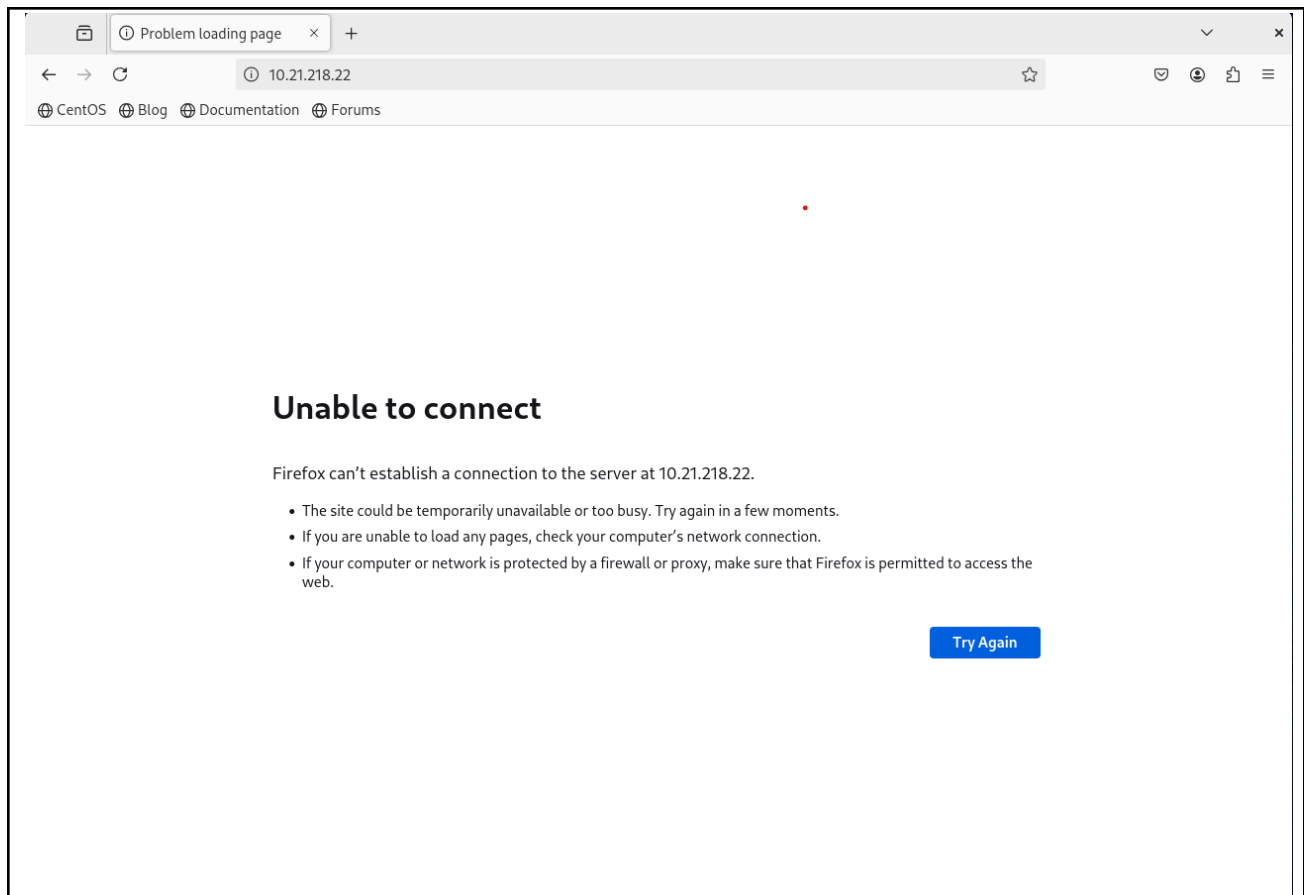 Problem loading page
10.21.218.22
CentOS Blog Documentation Forums
Unable to connect
Firefox can’t establish a connection to the server at 10.21.218.22.
• The site could be temporarily unavailable or too busy. Try again in a few moments.
• If you are unable to load any pages, check your computer’s network connection.
• If your computer or network is protected by a firewall or proxy, make sure that Firefox is permitted to access the
web.
Try Again